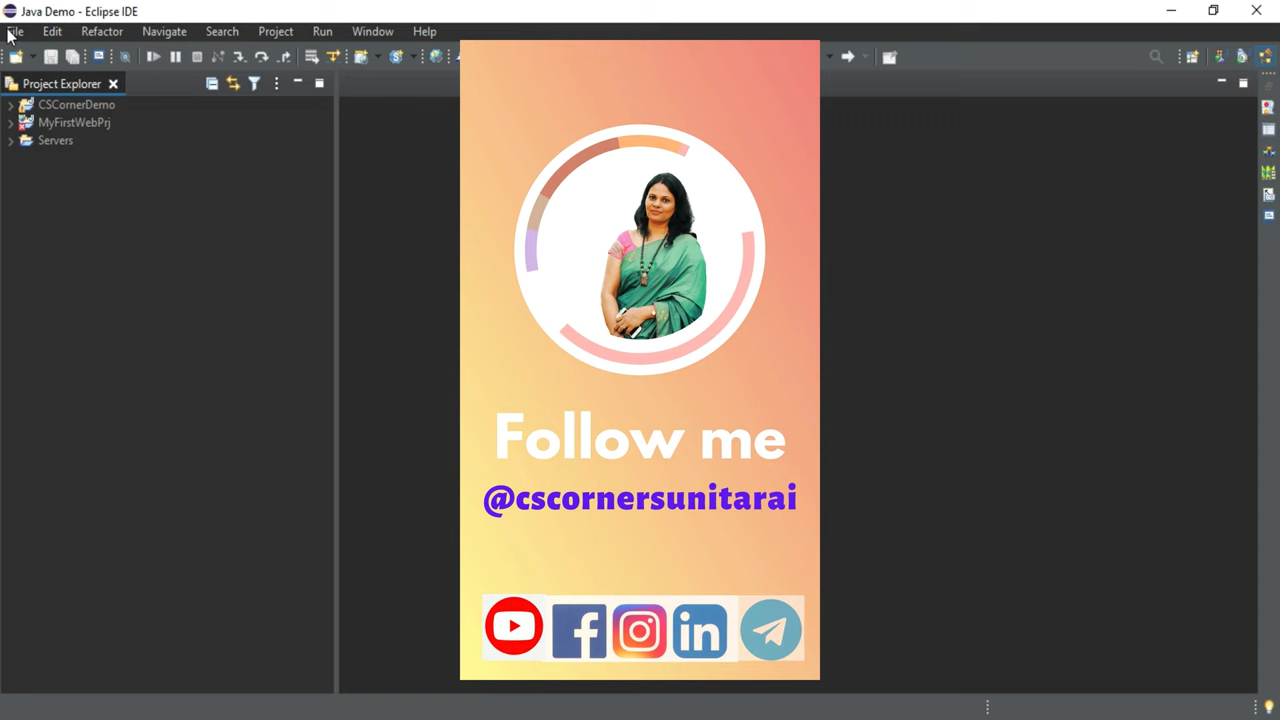 Java Demo - Eclipse IDE
File Edit Refactor Navigate Search Project Run Window Help
Project Explorer
CSCornerDemo
MyFirstWebPrj
Servers
Follow me
@cscornersunitarai
in